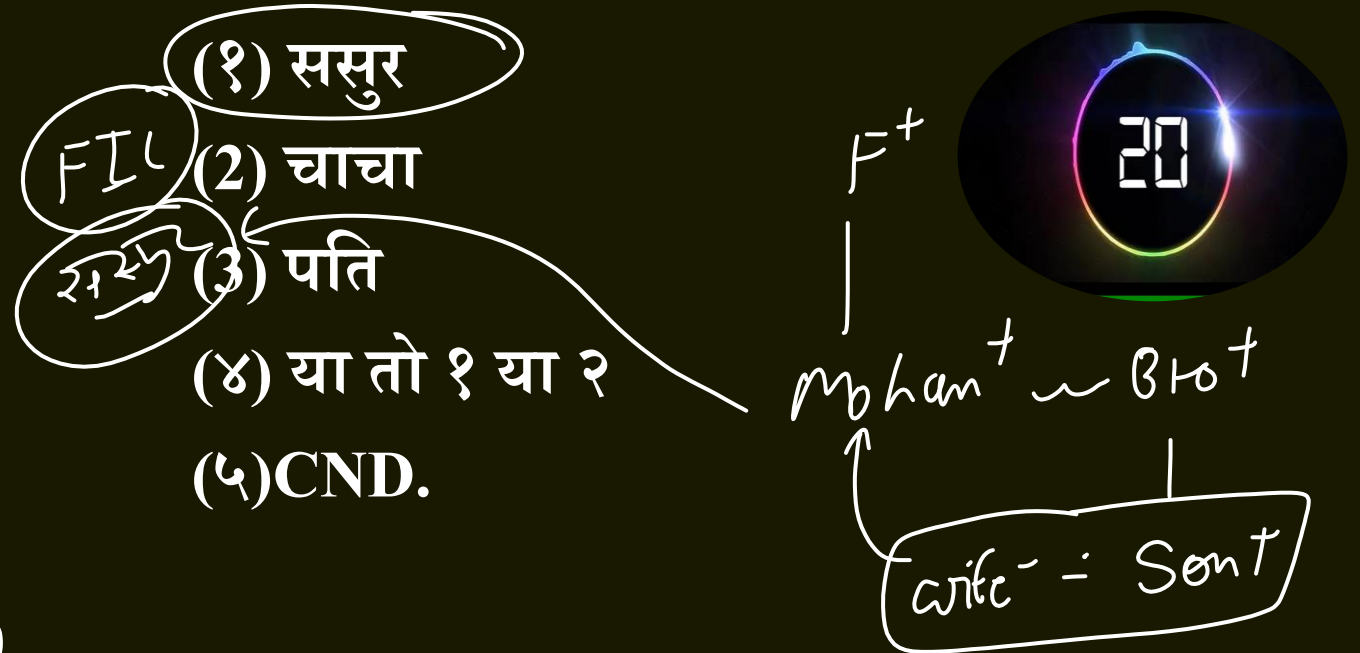 (१) ससुर
FIL
(2) चाचा
(3) पति
(४) या तो १ या २
(५)CND.
20
F+
Mohan+ Bro+
wife- = Son+